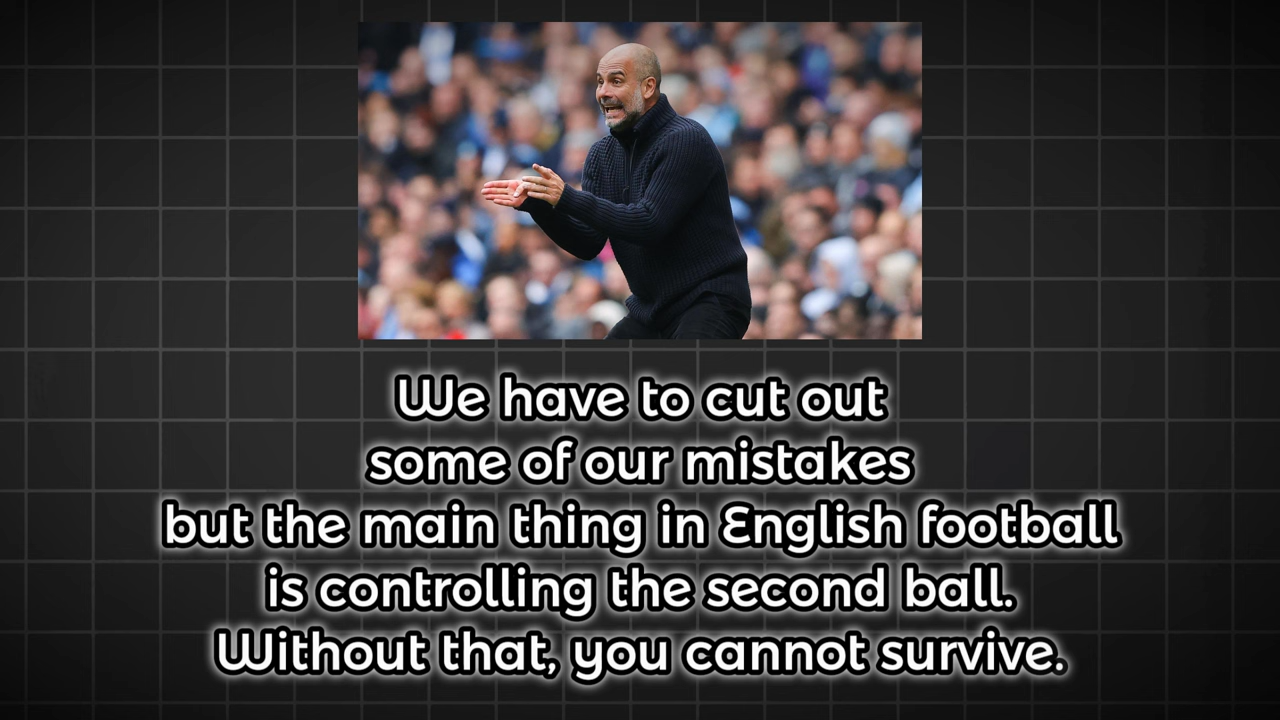 We have to cut out
some of our mistakes
but the main thing in English football
is controlling the second ball.
Without that, you cannot survive.